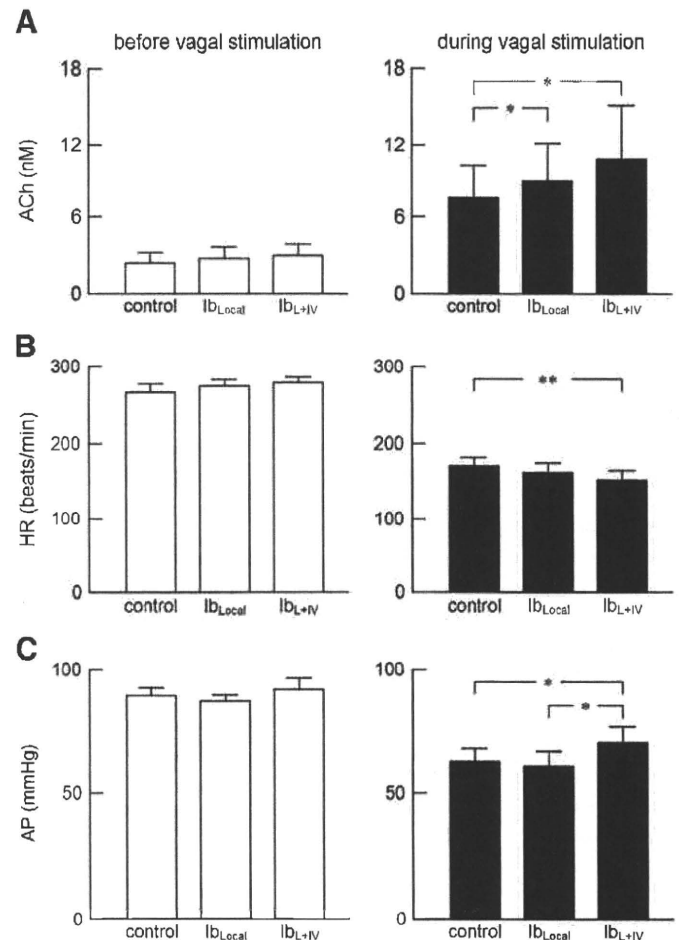 A
before vagal stimulation
during vagal stimulation
ACh (nM)
18
12
6
0
control
IbLocal
IbL+IV
18
12
6
0
*
*
control
IbLocal
IbL+IV
B
HR (beats/min)
300
200
100
0
control
IbLocal
IbL+IV
300
200
100
0
**
control
IbLocal
IbL+IV
C
AP (mmHg)
100
50
0
control
IbLocal
IbL+IV
100
50
0
*
*
control
IbLocal
IbL+IV